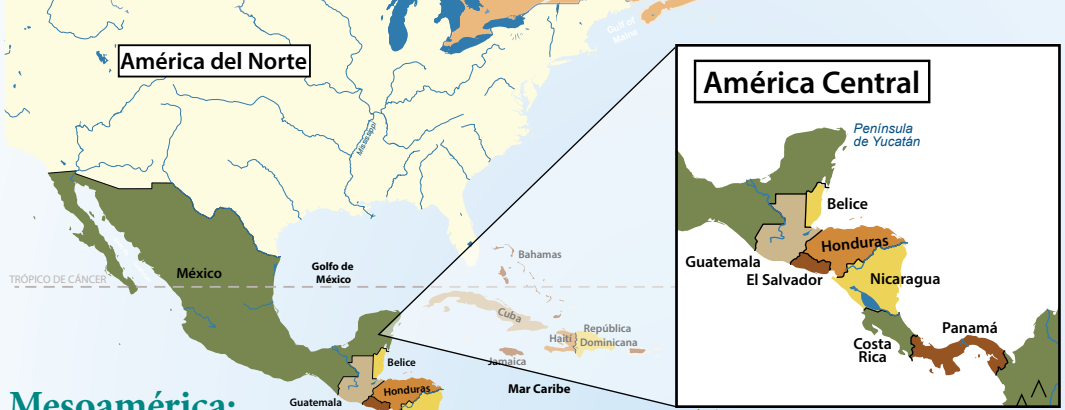 América del Norte
Gulf of
Maine
América Central
Península
de Yucatán
Mississippi
Belice
Honduras
Guatemala
El Salvador
Nicaragua
Panamá
Costa
Rica
Bahamas
TRÓPICO DE CÁNCER
México
Golfo de
México
Cuba
República
Dominicana
Haití
Jamaica
Belice
Mar Caribe
Honduras
Guatemala
Mesoamérica: